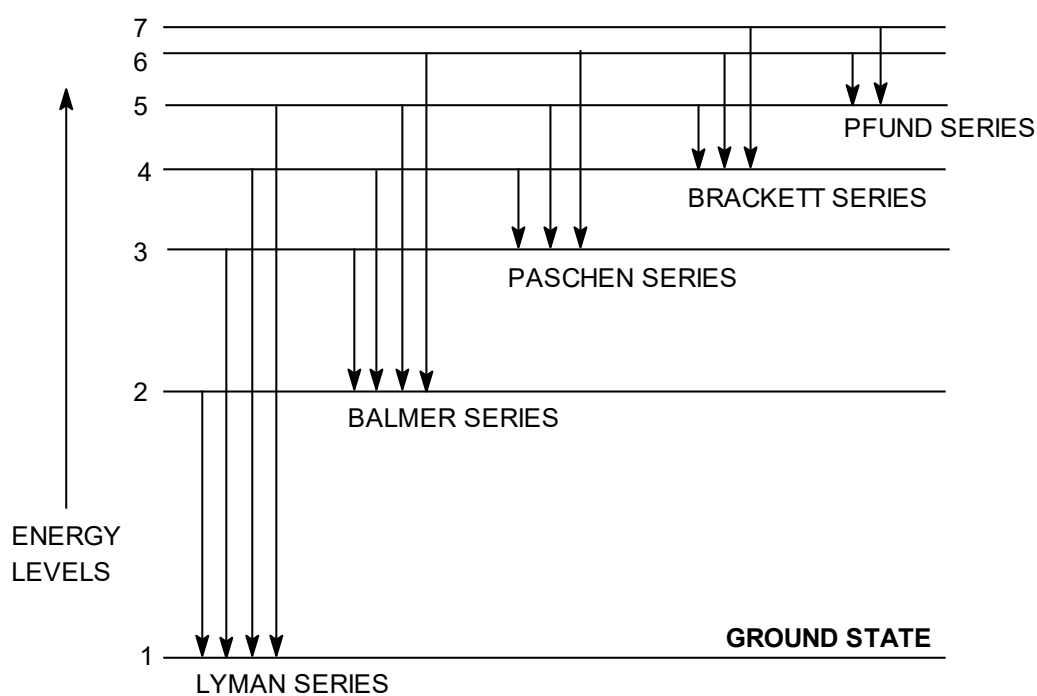 7
6
5
PFUND SERIES
4
BRACKETT SERIES
3
PASCHEN SERIES
2
BALMER SERIES
ENERGY
LEVELS
GROUND STATE
1
LYMAN SERIES